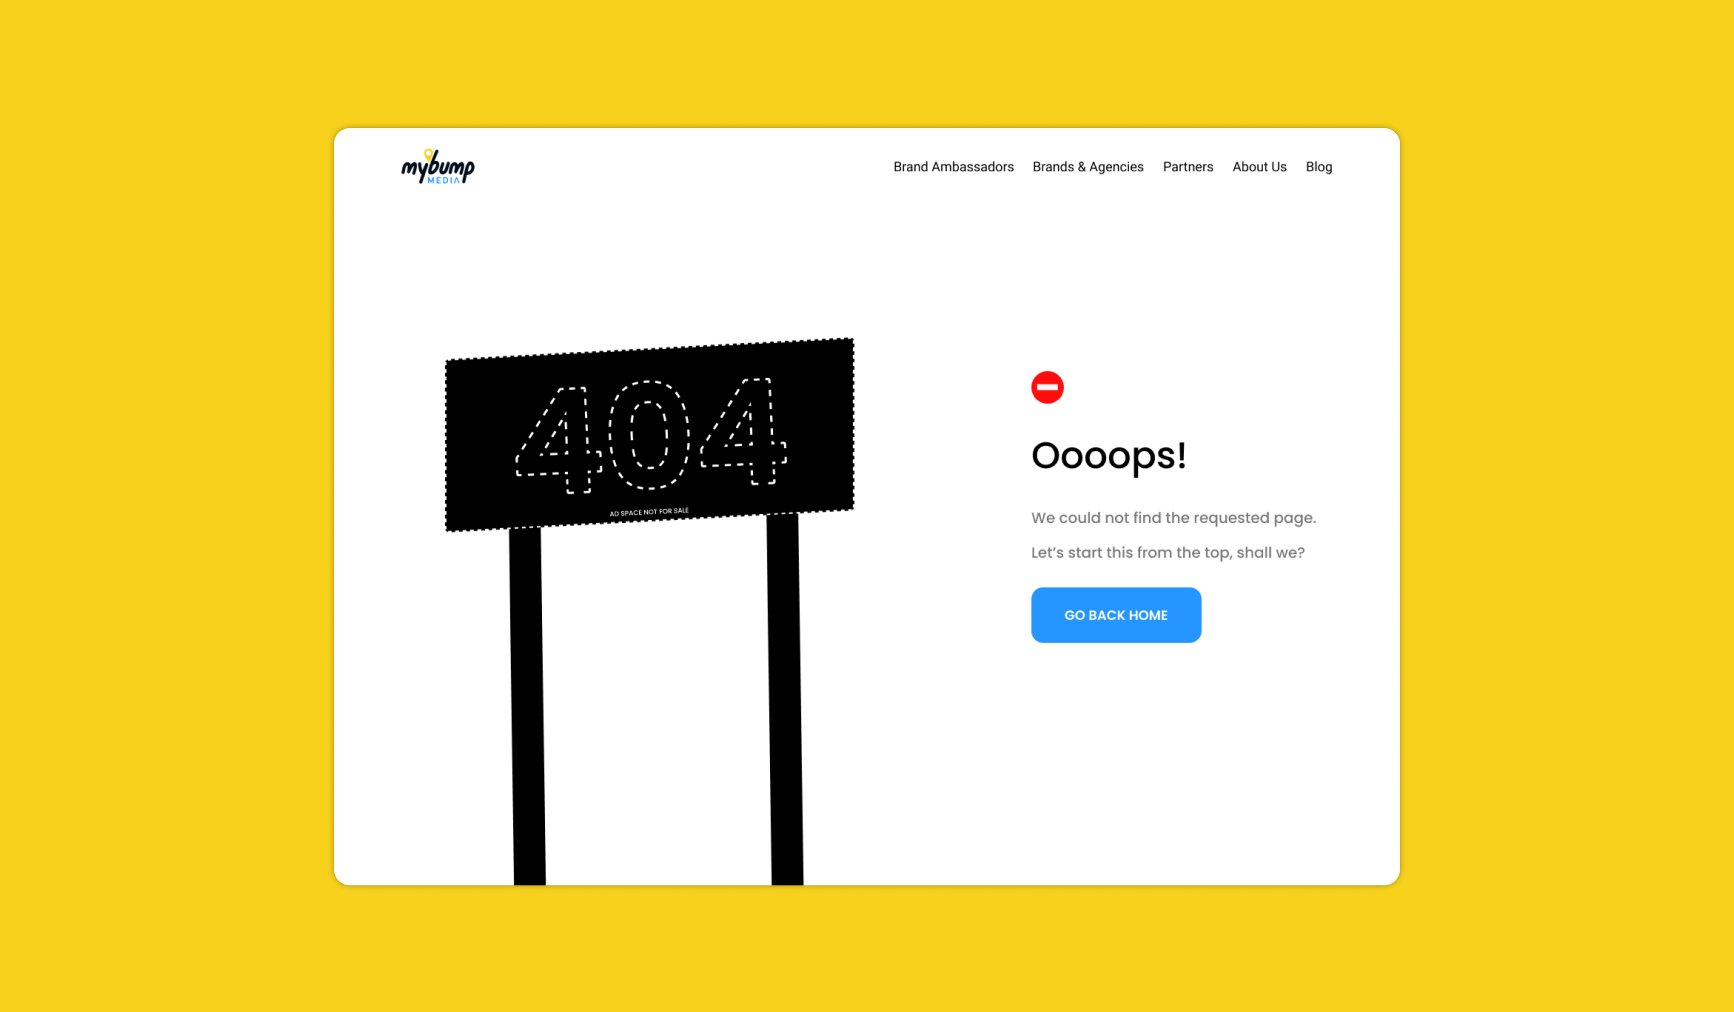 mybump
MEDIA
Brand Ambassadors Brands & Agencies Partners About Us Blog
404
AD SPACE NOT FOR SALE
Oooops!
We could not find the requested page.
Let’s start this from the top, shall we?
GO BACK HOME